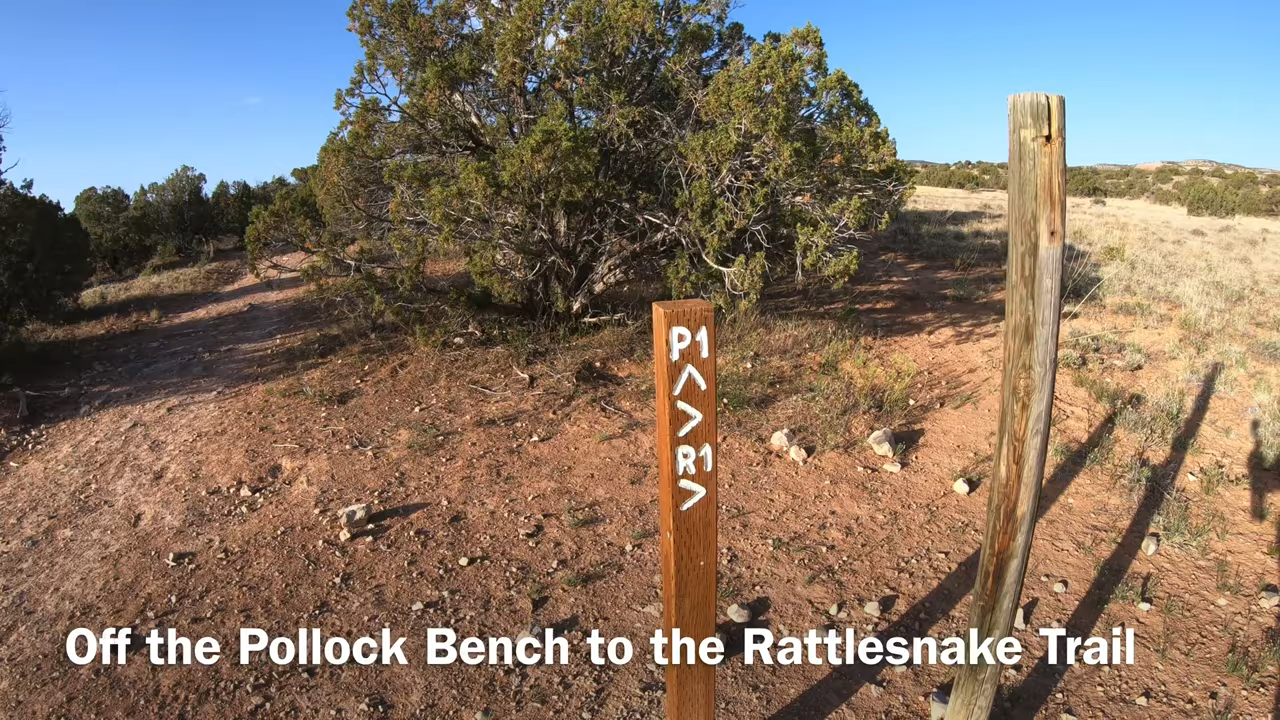 P1
^
>
R1
>
Off the Pollock Bench to the Rattlesnake Trail